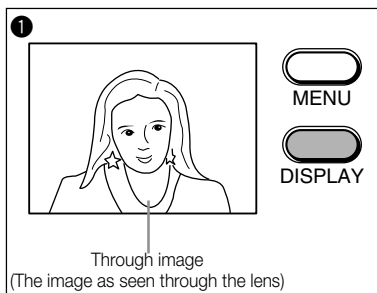 1
MENU
DISPLAY
Through image
(The image as seen through the lens)